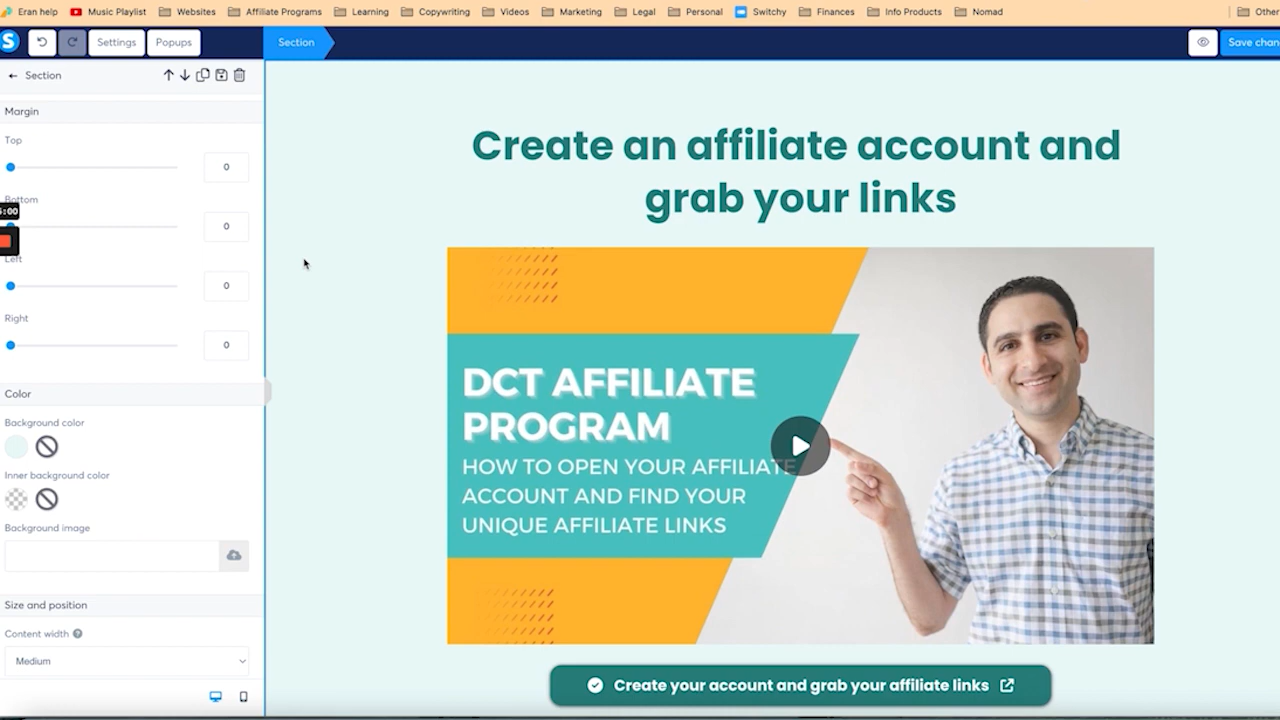 Eran help
Music Playlist
Websites
Affiliate Programs
Learning
Copywriting
Videos
Marketing
Legal
Personal
Switchy
Finances
Info Products
Nomad
Other
S
Settings
Popups
Section
Save chan
Section
Margin
Top
0
Bottom
:00
0
Left
0
Right
0
Color
Background color
Inner background color
Background image
Size and position
Content width ?
Medium
Create an affiliate account and
grab your links
DCT AFFILIATE
PROGRAM
HOW TO OPEN YOUR AFFILIATE
ACCOUNT AND FIND YOUR
UNIQUE AFFILIATE LINKS
Create your account and grab your affiliate links